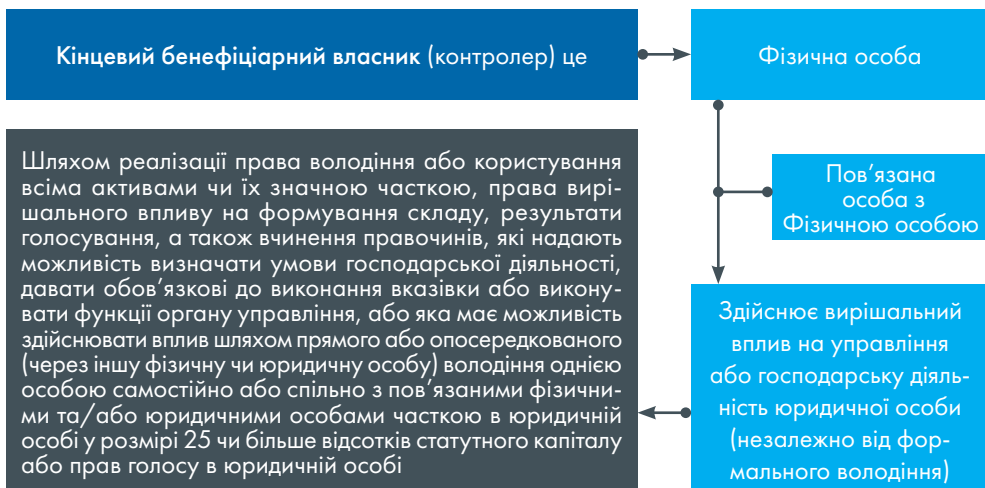 Кінцевий бенефіціарний власник (контролер) це
Фізична особа
Пов’язана
особа з
Фізичною особою
Здійснює вирішальний
вплив на управління
або господарську діяль-
ність юридичної особи
(незалежно від фор-
мального володіння)
Шляхом реалізації права володіння або користування
всіма активами чи їх значною часткою, права вирі-
шального впливу на формування складу, результати
голосування, а також вчинення правочинів, які надають
можливість визначати умови господарської діяльності,
давати обов’язкові до виконання вказівки або викону-
вати функції органу управління, або яка має можливість
здійснювати вплив шляхом прямого або опосередкованого
(через іншу фізичну чи юридичну особу) володіння однією
особою самостійно або спільно з пов’язаними фізични-
ми та/або юридичними особами часткою в юридичній
особі у розмірі 25 чи більше відсотків статутного капіталу
або прав голосу в юридичній особі